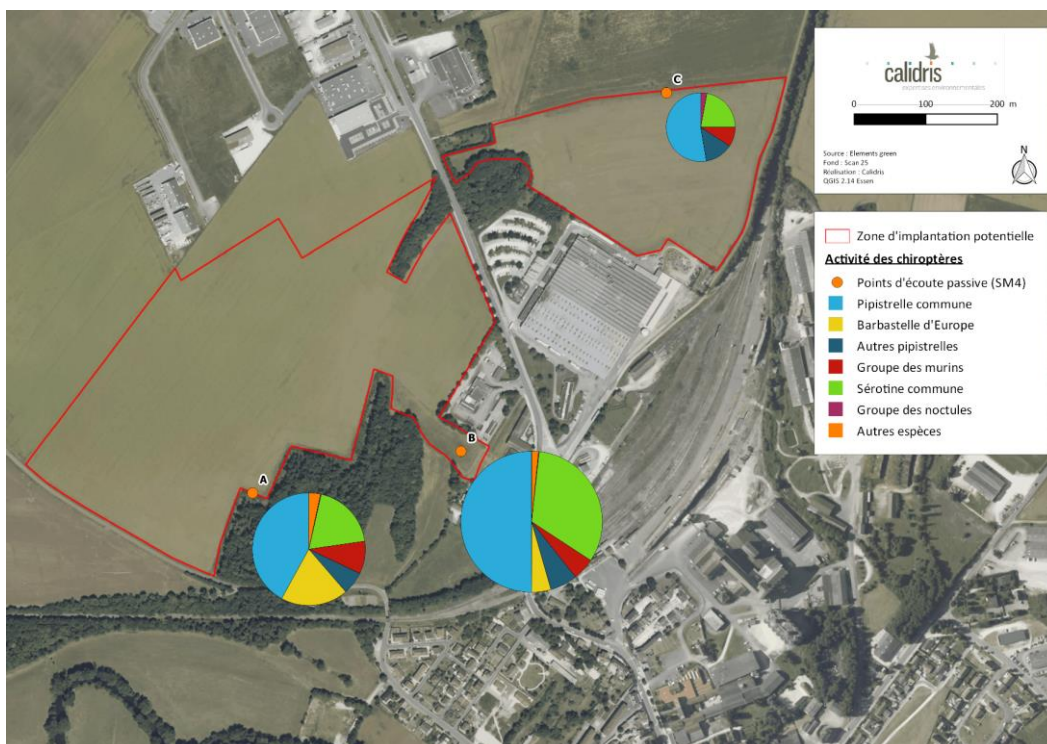 C
calidris
expertises environnementales
0 100 200 m
Source : Elements green
Fond : Scan 25
Réalisation : Calidris
QGIS 2.14 Essen
N
Zone d'implantation potentielle
Activité des chiroptères
Points d'écoute passive (SM4)
Pipistrelle commune
Barbastelle d'Europe
Autres pipistrelles
Groupe des murins
Sérotine commune
Groupe des noctules
Autres espèces
B
A